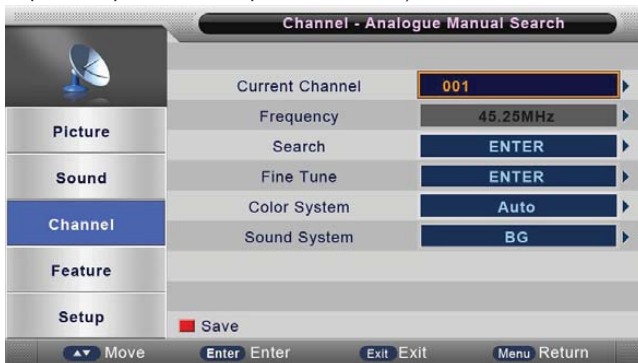 Channel - Analogue Manual Search
Current Channel 001
Frequency 45.25MHz
Search ENTER
Fine Tune ENTER
Color System Auto
Sound System BG
Picture
Sound
Channel
Feature
Setup
Save
Move Enter Enter Exit Exit Menu Return